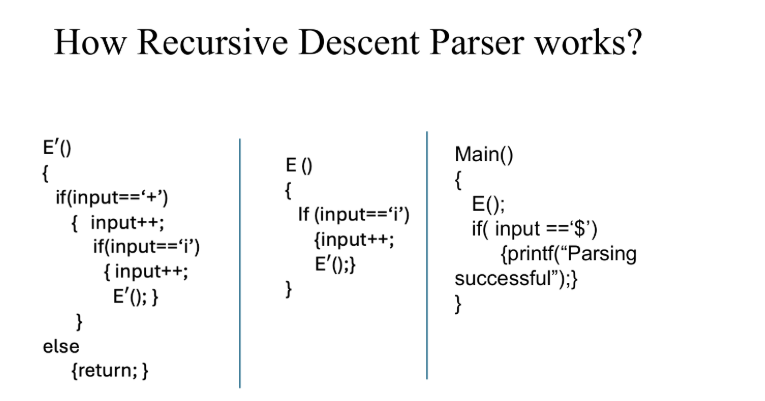 How Recursive Descent Parser works?
E’()
{
if(input==‘+’)
{ input++;
if(input==‘i’)
{ input++;
E’(); }
}
else
{return; }
E ()
{
If (input==‘i’)
{input++;
E’();}
}
Main()
{
E();
if( input ==‘$’)
{printf(“Parsing
successful”);}
}